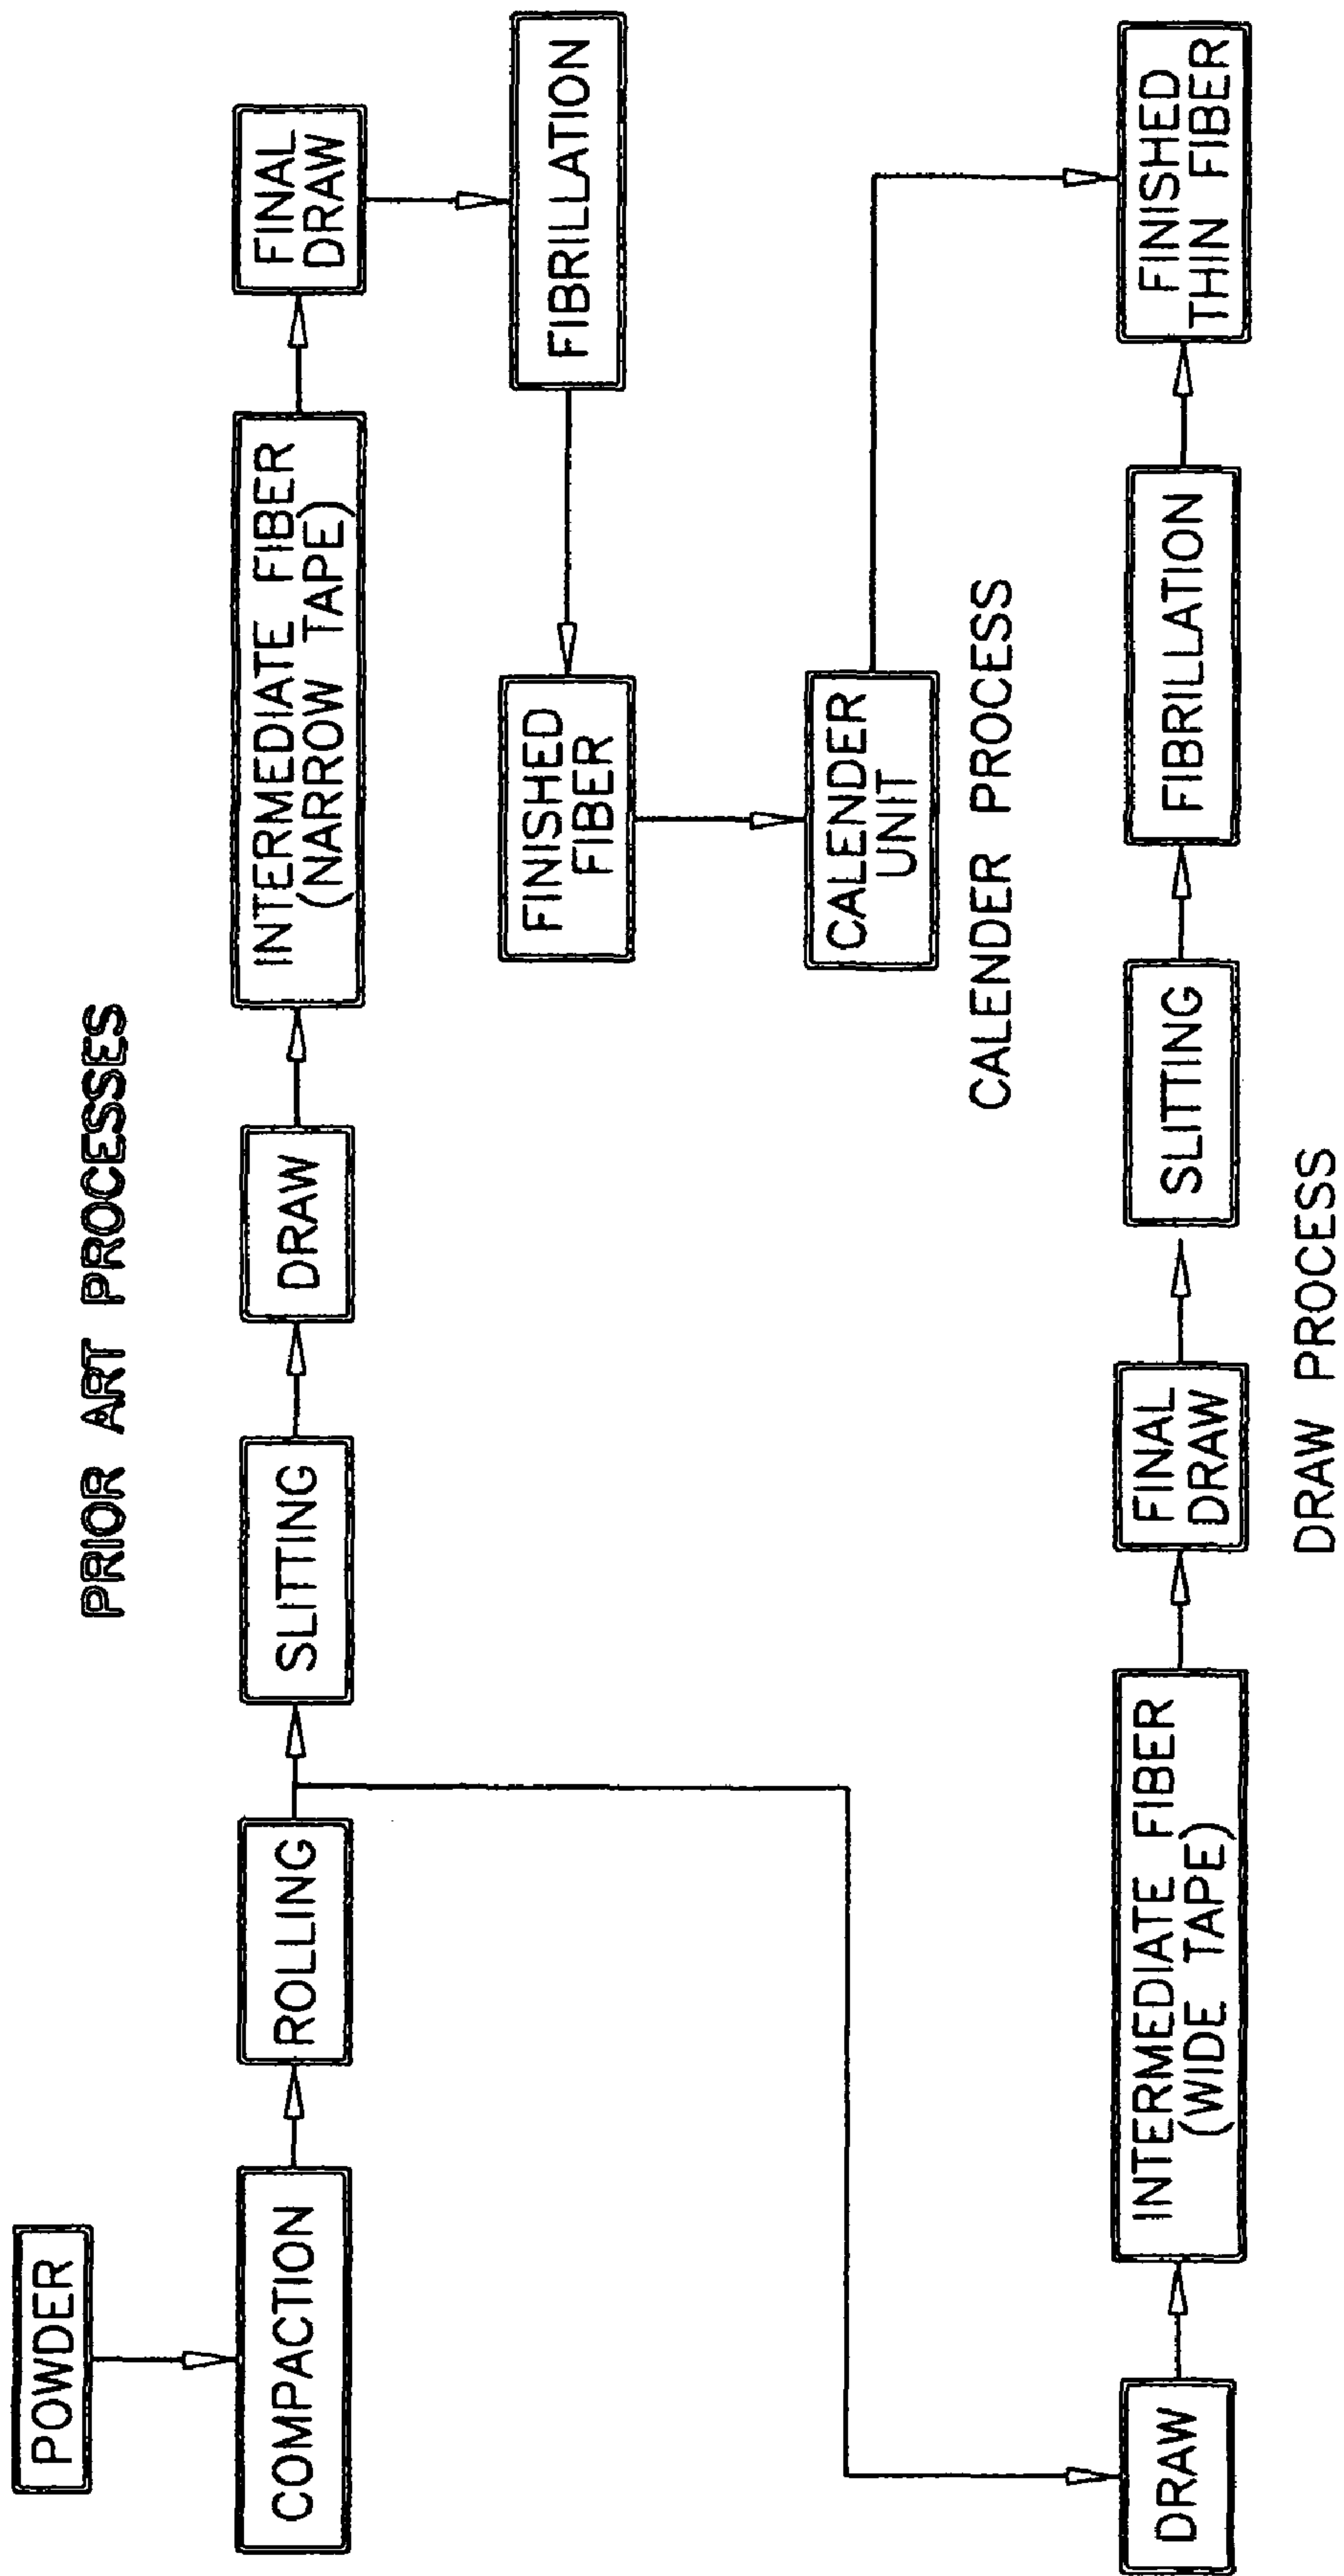 PRIOR ART PROCESSES
POWDER
COMPACTION
ROLLING
SLITTING
DRAW
INTERMEDIATE FIBER
(NARROW TAPE)
FINAL
DRAW
FIBRILLATION
FINISHED
FIBER
CALENDER
UNIT
CALENDER PROCESS
DRAW
INTERMEDIATE FIBER
(WIDE TAPE)
FINAL
DRAW
SLITTING
FIBRILLATION
FINISHED
THIN FIBER
DRAW PROCESS